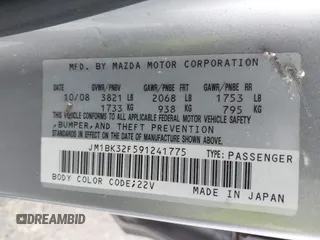 MFD. BY MAZDA MOTOR CORPORATION
DATE GVWR/PNBV GAWR/PNBE FRT GAWR/PNBE RR
10/08 3821 LB 2068 LB 1753 LB
1733 KG 938 KG 795 KG
THIS VEHICLE CONFORMS TO ALL APPLICABLE FEDERAL MOTOR VEHICLE SAFETY
, BUMPER, AND THEFT PREVENTION
STANDARDS IN EFFECT ON THE DATE OF MANUFACTURE SHOWN ABOVE.
JM1BK32F591241775 TYPE: PASSENGER
BODY COLOR CODE;22V
MADE IN JAPAN
DREAMBID